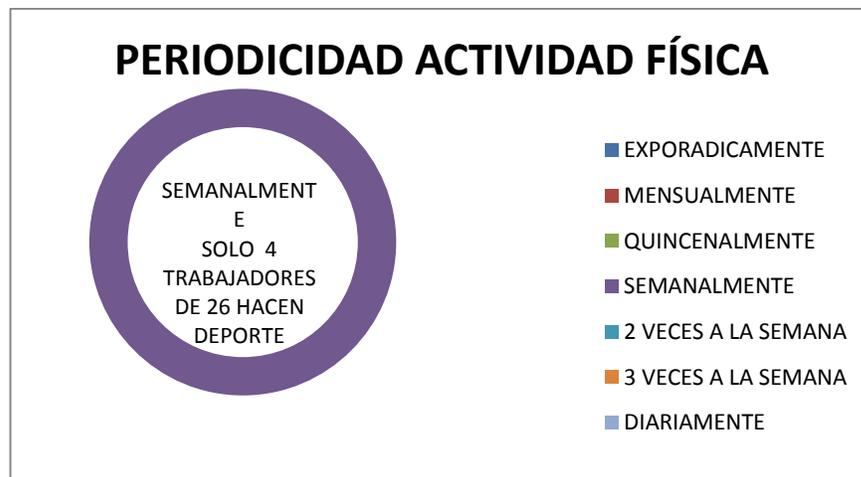 PERIODICIDAD ACTIVIDAD FÍSICA
SEMANALMENT
E
SOLO 4
TRABAJADORES
DE 26 HACEN
DEPORTE
EXPORADICAMENTE
MENSUALMENTE
QUINCENALMENTE
SEMANALMENTE
2 VECES A LA SEMANA
3 VECES A LA SEMANA
DIARIAMENTE